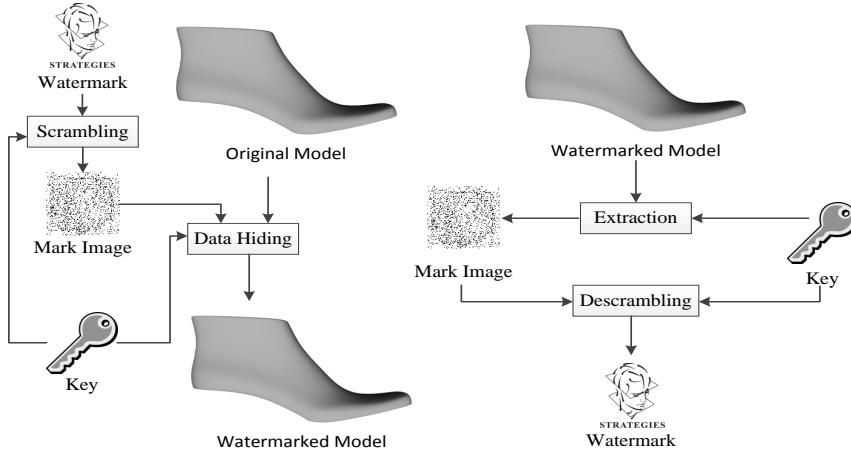 STRATEGIES
Watermark
Scrambling
Mark Image
Key
Original Model
Data Hiding
Watermarked Model
Watermarked Model
Extraction
Mark Image
Key
Descrambling
STRATEGIES
Watermark